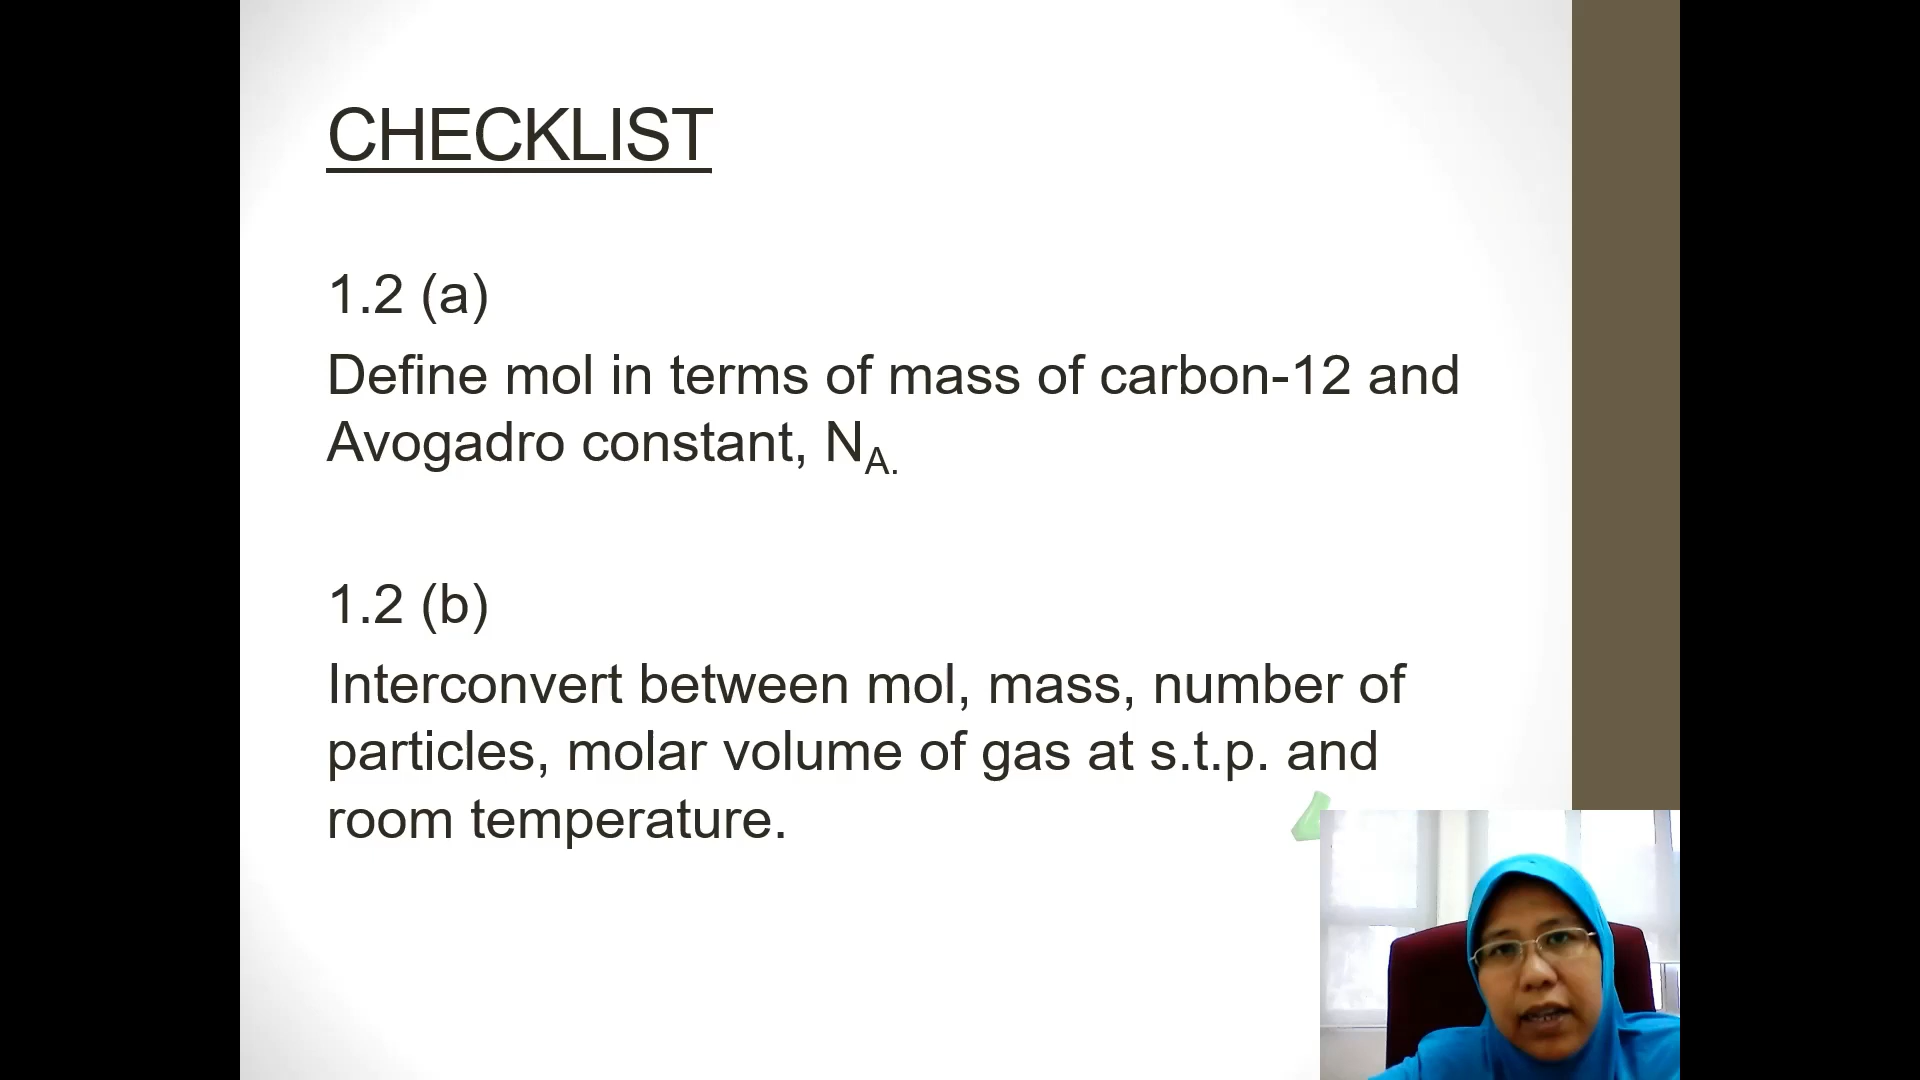 CHECKLIST
1.2 (a)
Define mol in terms of mass of carbon-12 and
Avogadro constant, NA.
1.2 (b)
Interconvert between mol, mass, number of
particles, molar volume of gas at s.t.p. and
room temperature.